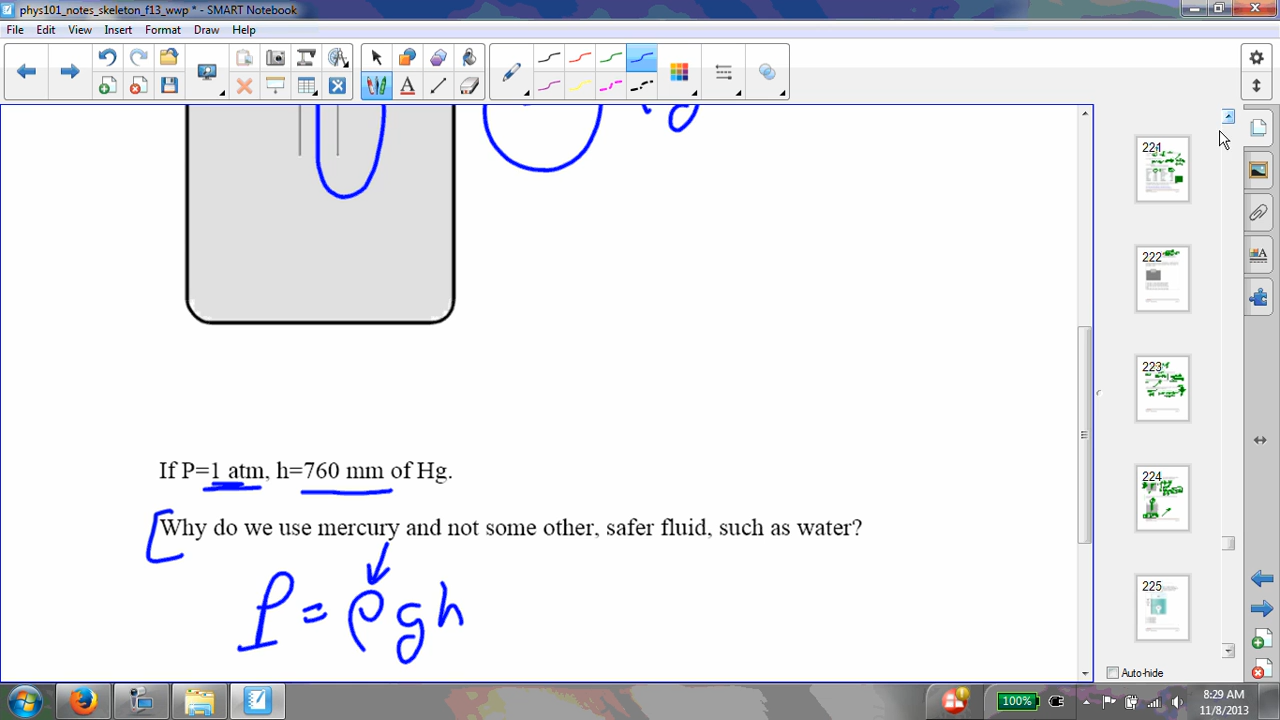 phys101_notes_skeleton_f13_wwp * - SMART Notebook
File Edit View Insert Format Draw Help
221
222
223
224
225
If P=1 atm, h=760 mm of Hg.
Why do we use mercury and not some other, safer fluid, such as water?
P = ρgh
Auto-hide
100%
8:29 AM
11/8/2013